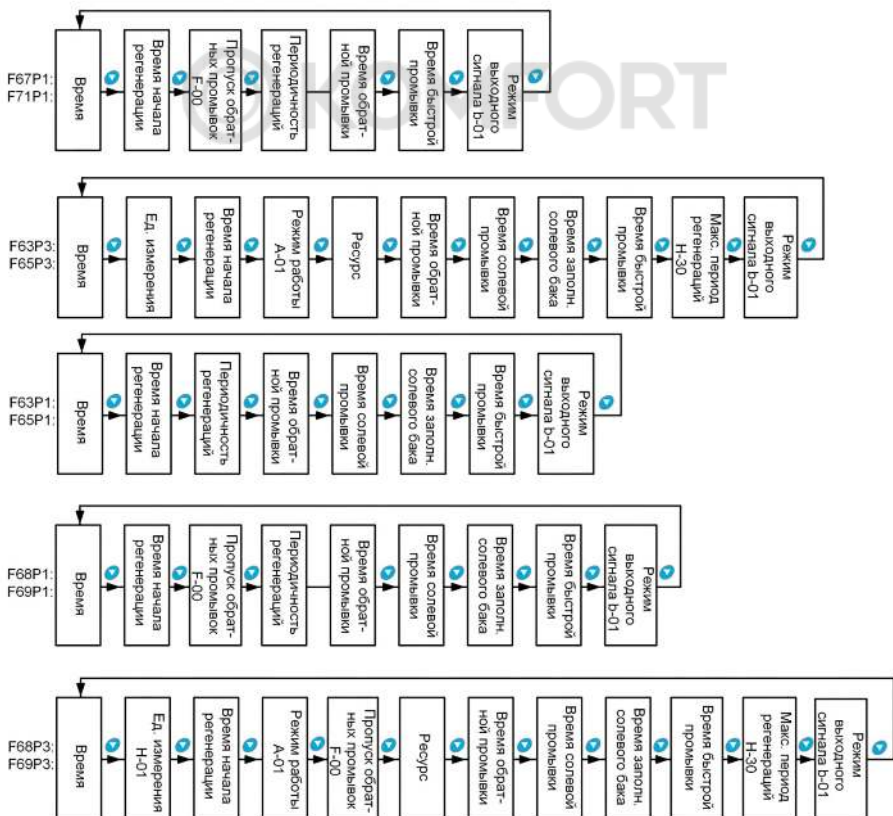 F67P1:
F71P1:
Время
Время начала
регенерации
Пропуск обрат-
ных промывок
F-00
Периодичность
регенераций
Время обрат-
ной промывки
Время быстрой
промывки
Режим
выходного
сигнала b-01
KONFORT
F63P3:
F65P3:
Время
Ед. измерения
Время начала
регенерации
Режим работы
A-01
Ресурс
Время обрат-
ной промывки
Время солевой
промывки
Время заполн.
солевого бака
Время быстрой
промывки
Макс. период
регенераций
H-30
Режим
выходного
сигнала b-01
F63P1:
F65P1:
Время
Время начала
регенерации
Периодичность
регенераций
Время обрат-
ной промывки
Время солевой
промывки
Время заполн.
солевого бака
Время быстрой
промывки
Режим
выходного
сигнала b-01
F68P1:
F69P1:
Время
Время начала
регенерации
Пропуск обрат-
ных промывок
F-00
Периодичность
регенераций
Время обрат-
ной промывки
Время солевой
промывки
Время заполн.
солевого бака
Время быстрой
промывки
Режим
выходного
сигнала b-01
F68P3:
F69P3:
Время
Ед. измерения
H-01
Время начала
регенерации
Режим работы
A-01
Пропуск обрат-
ных промывок
F-00
Ресурс
Время обрат-
ной промывки
Время солевой
промывки
Время заполн.
солевого бака
Время быстрой
промывки
Макс. период
регенераций
H-30
Режим
выходного
сигнала b-01